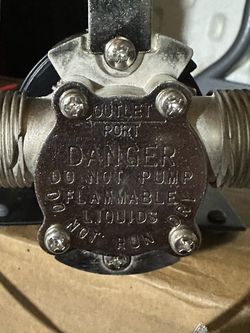 OUTLET
PORT
DANGER
DO NOT PUMP
FLAMMABLE
LIQUIDS
DO NOT RUN DRY